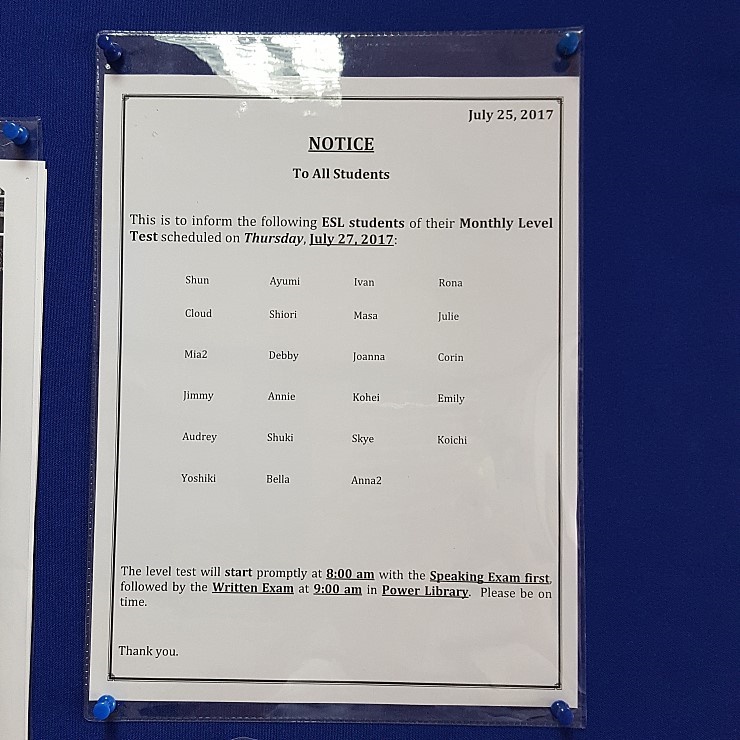 July 25, 2017
NOTICE
To All Students
This is to inform the following ESL students of their Monthly Level
Test scheduled on Thursday, July 27, 2017:
Shun Ayumi Ivan Rona
Cloud Shiori Masa Julie
Mia2 Debby Joanna Corin
Jimmy Annie Kohei Emily
Audrey Shuki Skye Koichi
Yoshiki Bella Anna2
The level test will start promptly at 8:00 am with the Speaking Exam first,
followed by the Written Exam at 9:00 am in Power Library. Please be on
time.
Thank you.